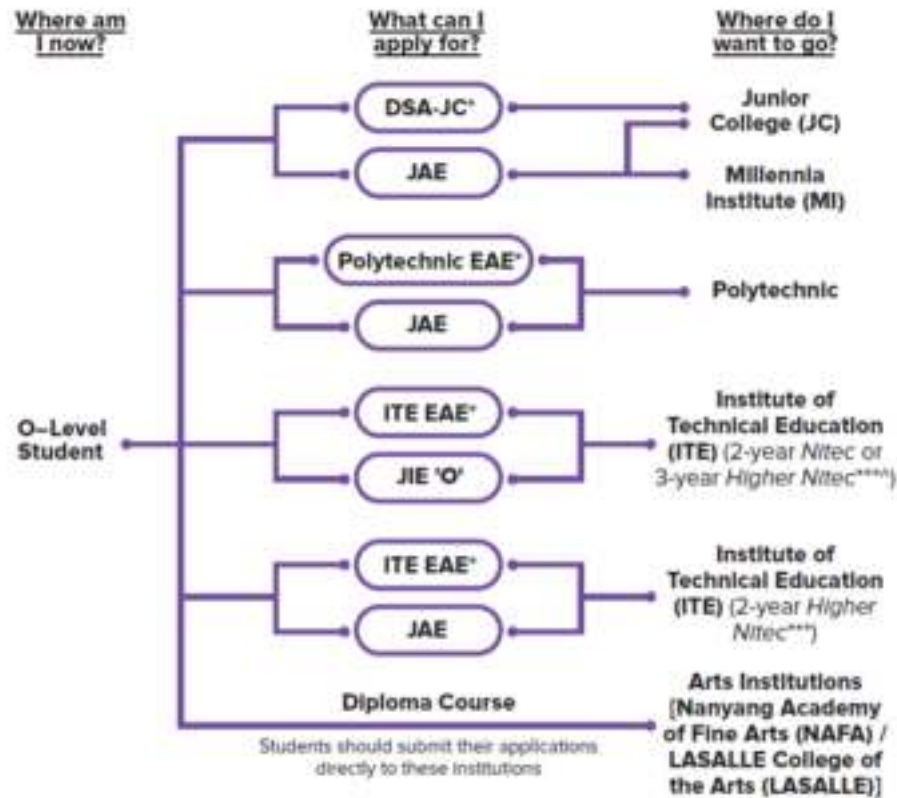 Where am
I now?
What can I
apply for?
Where do I
want to go?
DSA-JC*
Junior
College (JC)
JAE
Millennia
Institute (MI)
Polytechnic EAE*
Polytechnic
JAE
O-Level
Student
ITE EAE*
JIE 'O'
Institute of
Technical Education
(ITE) (2-year Nitec or
3-year Higher Nitec***^)
ITE EAE*
JAE
Institute of
Technical Education
(ITE) (2-year Higher
Nitec***)
Diploma Course
Students should submit their applications
directly to these institutions
Arts Institutions
[Nanyang Academy
of Fine Arts (NAFA) /
LASALLE College of
the Arts (LASALLE)]